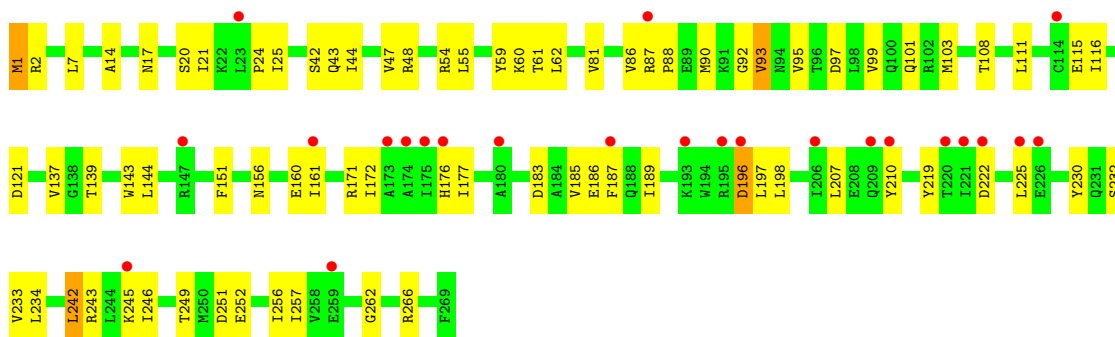 M1 R2 L7 A14 N17 S20 I21 K22 L23 P24 I25 S42 Q43 I44 V47 R48 R54 L55 Y59 K60 T61 L62 V81 V86 R87 P88 E89 M90 K91 G92 V93 N94 V95 T96 D97 L98 V99 Q100 Q101 R102 M103 T108 L111 C114 E115 I116
D121 V137 G138 T139 W143 L144 R147 F151 N156 E160 I161 R171 I172 A173 A174 I175 H176 I177 A180 D183 A184 V185 E186 F187 Q188 I189 K193 W194 R195 D196 L197 L198 I206 L207 E208 Q209 Y210 Y219 T220 I221 D222 L225 E226 Y230 Q231
V233 L234 L242 R243 L244 K245 I246 T249 M250 D251 E252 I256 I257 V258 E259 G262 R266 F269